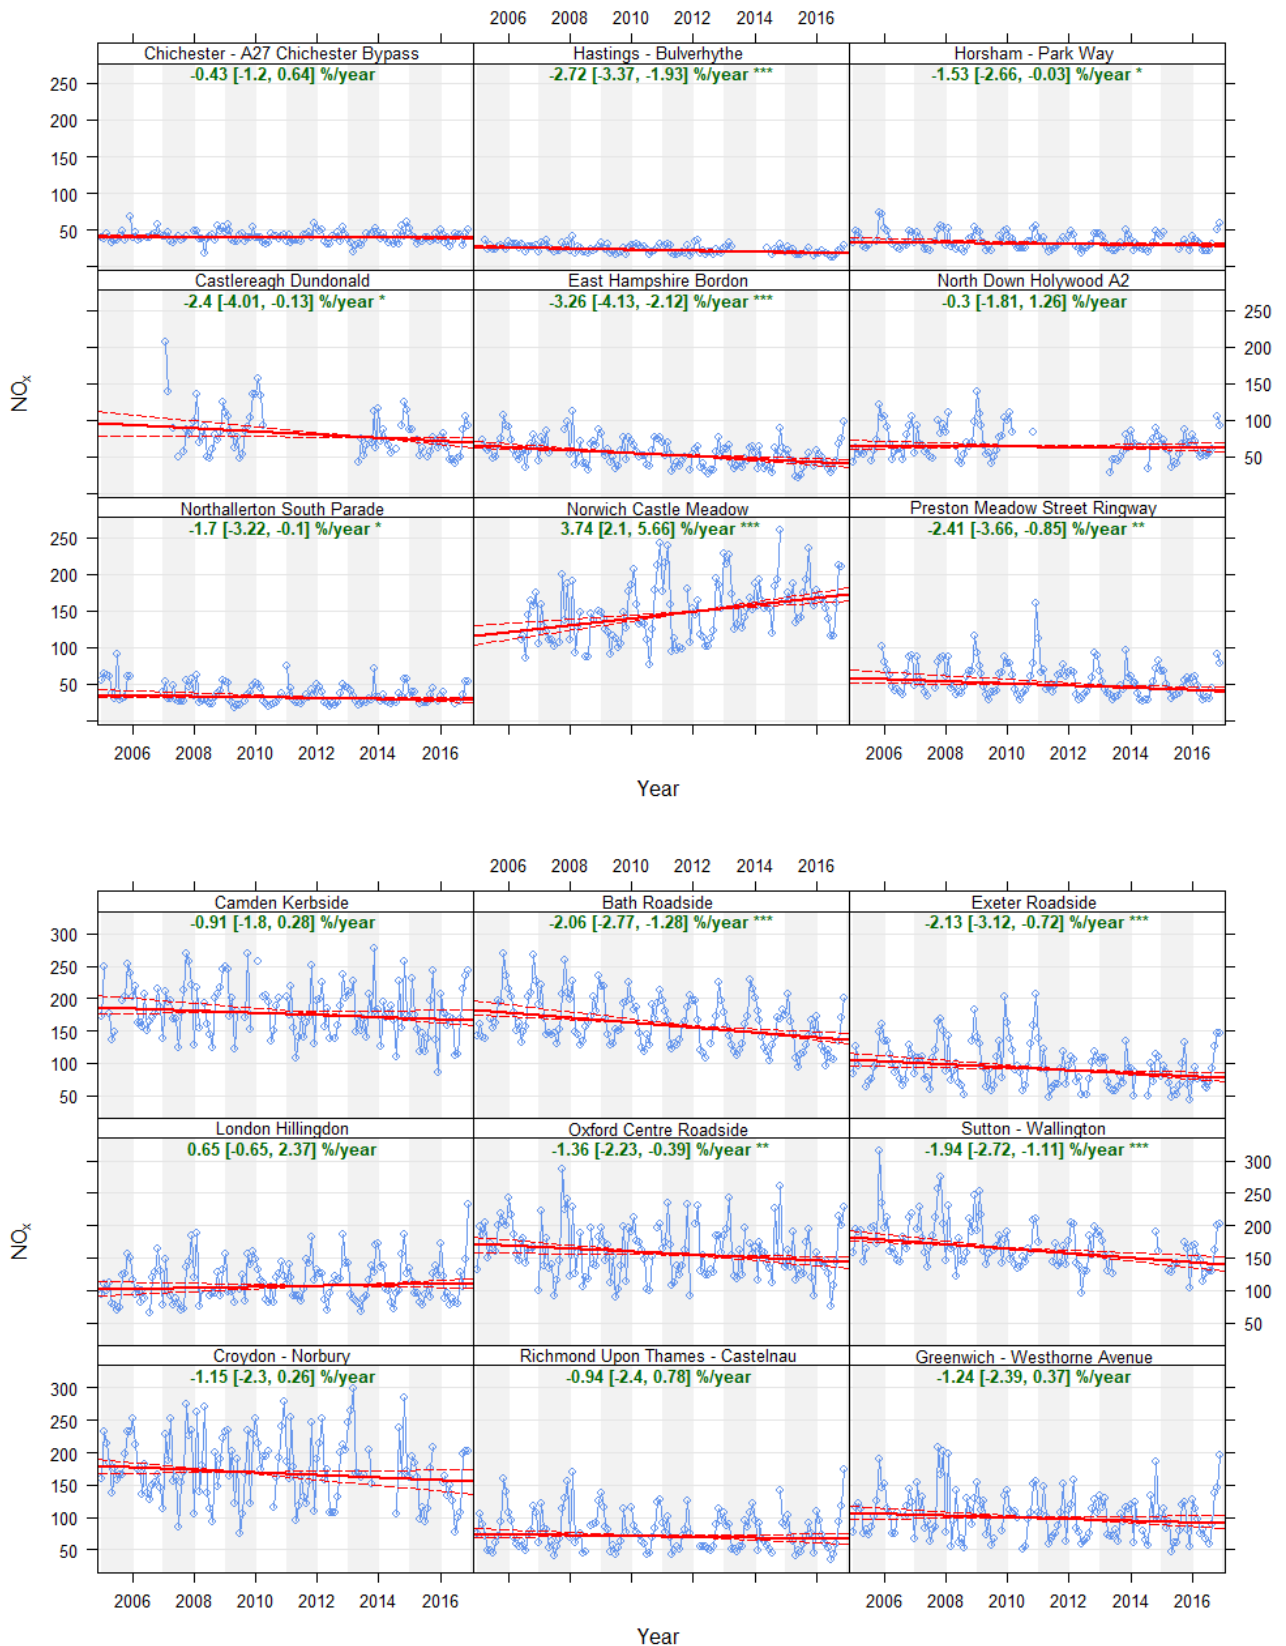 2006 2008 2010 2012 2014 2016
Chichester - A27 Chichester Bypass Hastings - Bulverhythe Horsham - Park Way
-0.43 [-1.2, 0.64] %/year -2.72 [-3.37, -1.93] %/year *** -1.53 [-2.66, -0.03] %/year *
250
200
150
100
50
Castlereagh Dundonald East Hampshire Bordon North Down Holywood A2
-2.4 [-4.01, -0.13] %/year * -3.26 [-4.13, -2.12] %/year *** -0.3 [-1.81, 1.26] %/year
250
200
150
100
50
NOx
Northallerton South Parade Norwich Castle Meadow Preston Meadow Street Ringway
-1.7 [-3.22, -0.1] %/year * 3.74 [2.1, 5.66] %/year *** -2.41 [-3.66, -0.85] %/year **
250
200
150
100
50
2006 2008 2010 2012 2014 2016 2006 2008 2010 2012 2014 2016
Year
2006 2008 2010 2012 2014 2016
Camden Kerbside Bath Roadside Exeter Roadside
-0.91 [-1.8, 0.28] %/year -2.06 [-2.77, -1.28] %/year *** -2.13 [-3.12, -0.72] %/year ***
300
250
200
150
100
50
London Hillingdon Oxford Centre Roadside Sutton - Wallington
0.65 [-0.65, 2.37] %/year -1.36 [-2.23, -0.39] %/year ** -1.94 [-2.72, -1.11] %/year ***
300
250
200
150
100
50
NOx
Croydon - Norbury Richmond Upon Thames - Castelnau Greenwich - Westhorne Avenue
-1.15 [-2.3, 0.26] %/year -0.94 [-2.4, 0.78] %/year -1.24 [-2.39, 0.37] %/year
300
250
200
150
100
50
2006 2008 2010 2012 2014 2016 2006 2008 2010 2012 2014 2016
Year